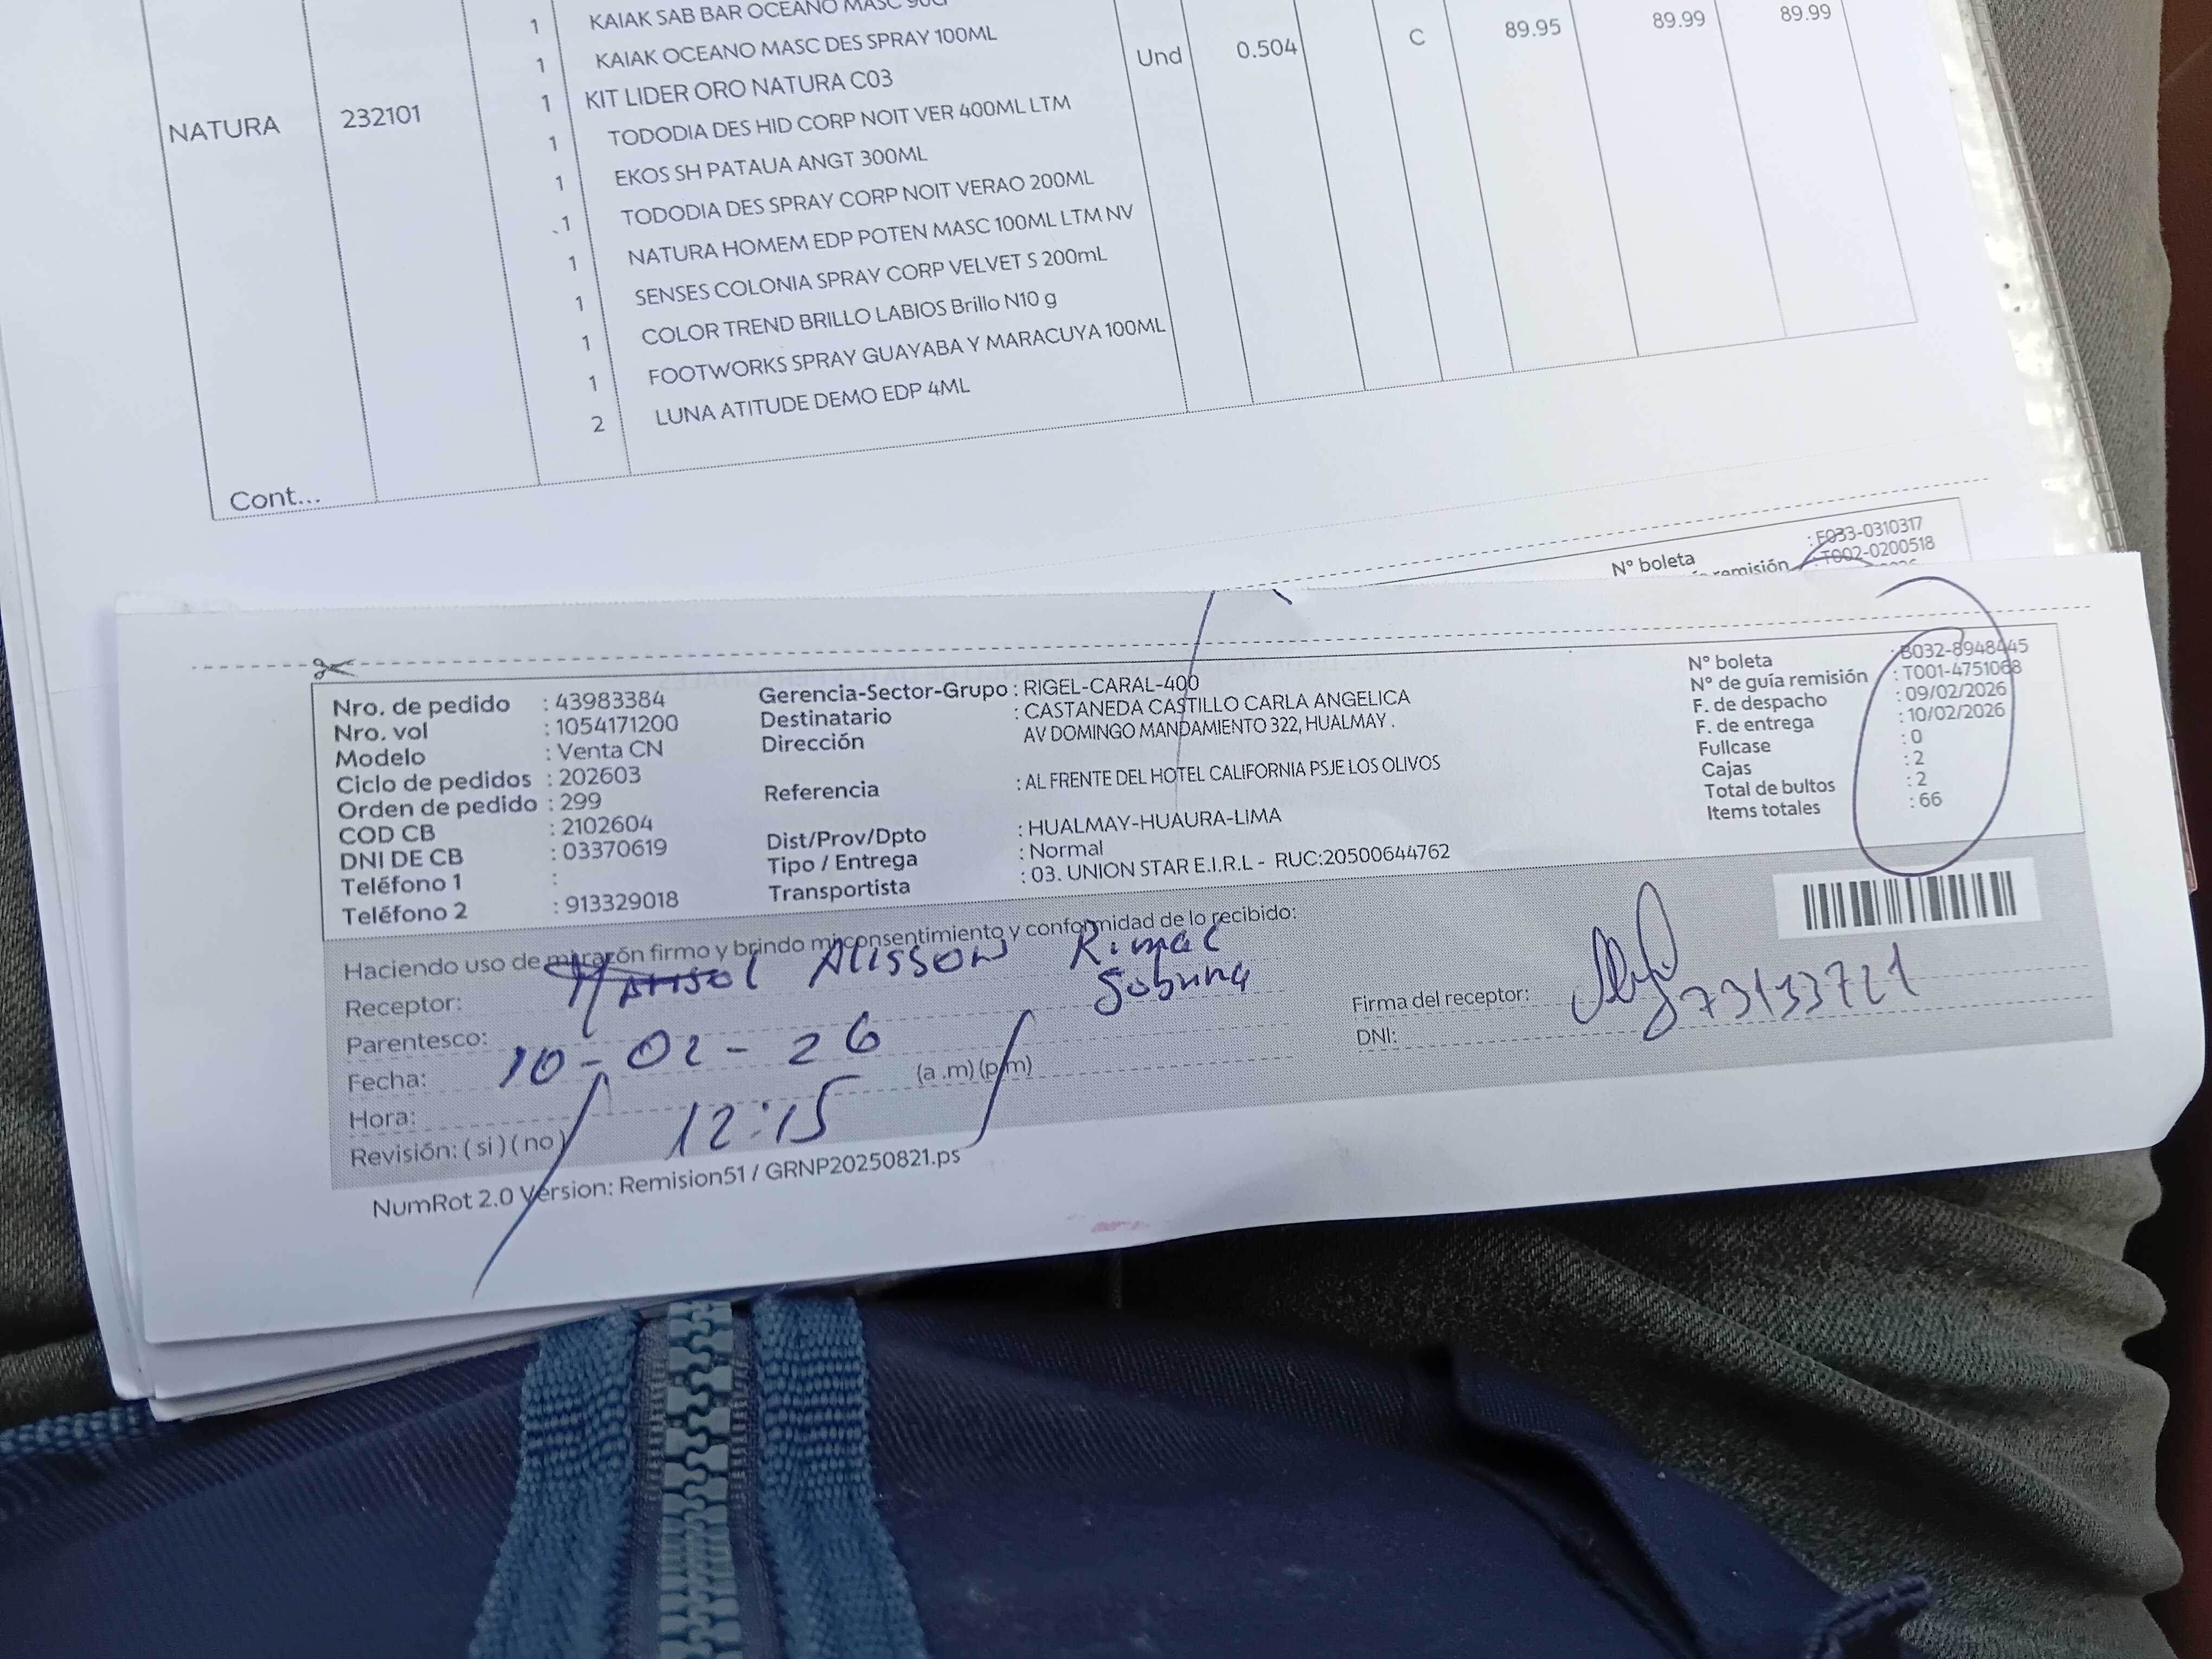 1 KAIAK SAB BAR OCEANO MASC 90G
1 KAIAK OCEANO MASC DES SPRAY 100ML
NATURA 232101 1 KIT LIDER ORO NATURA C03 Und 0.504 C 89.95 89.99 89.99
1 TODODIA DES HID CORP NOIT VER 400ML LTM
1 EKOS SH PATAUA ANGT 300ML
1 TODODIA DES SPRAY CORP NOIT VERAO 200ML
1 NATURA HOMEM EDP POTEN MASC 100ML LTM NV
1 SENSES COLONIA SPRAY CORP VELVET S 200mL
1 COLOR TREND BRILLO LABIOS Brillo N10 g
1 FOOTWORKS SPRAY GUAYABA Y MARACUYA 100ML
2 LUNA ATITUDE DEMO EDP 4ML
Cont...
N° boleta : F033-0310317
remisión : T002-0200518
Nro. de pedido : 43983384
Nro. vol : 1054171200
Modelo : Venta CN
Ciclo de pedidos : 202603
Orden de pedido : 299
COD CB : 2102604
DNI DE CB : 03370619
Teléfono 1 :
Teléfono 2 : 913329018
Gerencia-Sector-Grupo : RIGEL-CARAL-400
Destinatario : CASTANEDA CASTILLO CARLA ANGELICA
Dirección AV DOMINGO MANDAMIENTO 322, HUALMAY .
Referencia : AL FRENTE DEL HOTEL CALIFORNIA PSJE LOS OLIVOS
Dist/Prov/Dpto : HUALMAY-HUAURA-LIMA
Tipo / Entrega : Normal
Transportista : 03. UNION STAR E.I.R.L - RUC:20500644762
N° boleta : B032-8948445
N° de guía remisión : T001-4751068
F. de despacho : 09/02/2026
F. de entrega : 10/02/2026
Fullcase : 0
Cajas : 2
Total de bultos : 2
Items totales : 66
Haciendo uso de mi razón firmo y brindo mi consentimiento y conformidad de lo recibido:
Receptor: Marisol Alisson Rimac
Parentesco: Sobrina
Fecha: 10-02-26
Hora: 12:15 (a .m) (p.m)
Revisión: ( si ) ( no )
Firma del receptor:
DNI: 73133721
NumRot 2.0 Version: Remision51 / GRNP20250821.ps